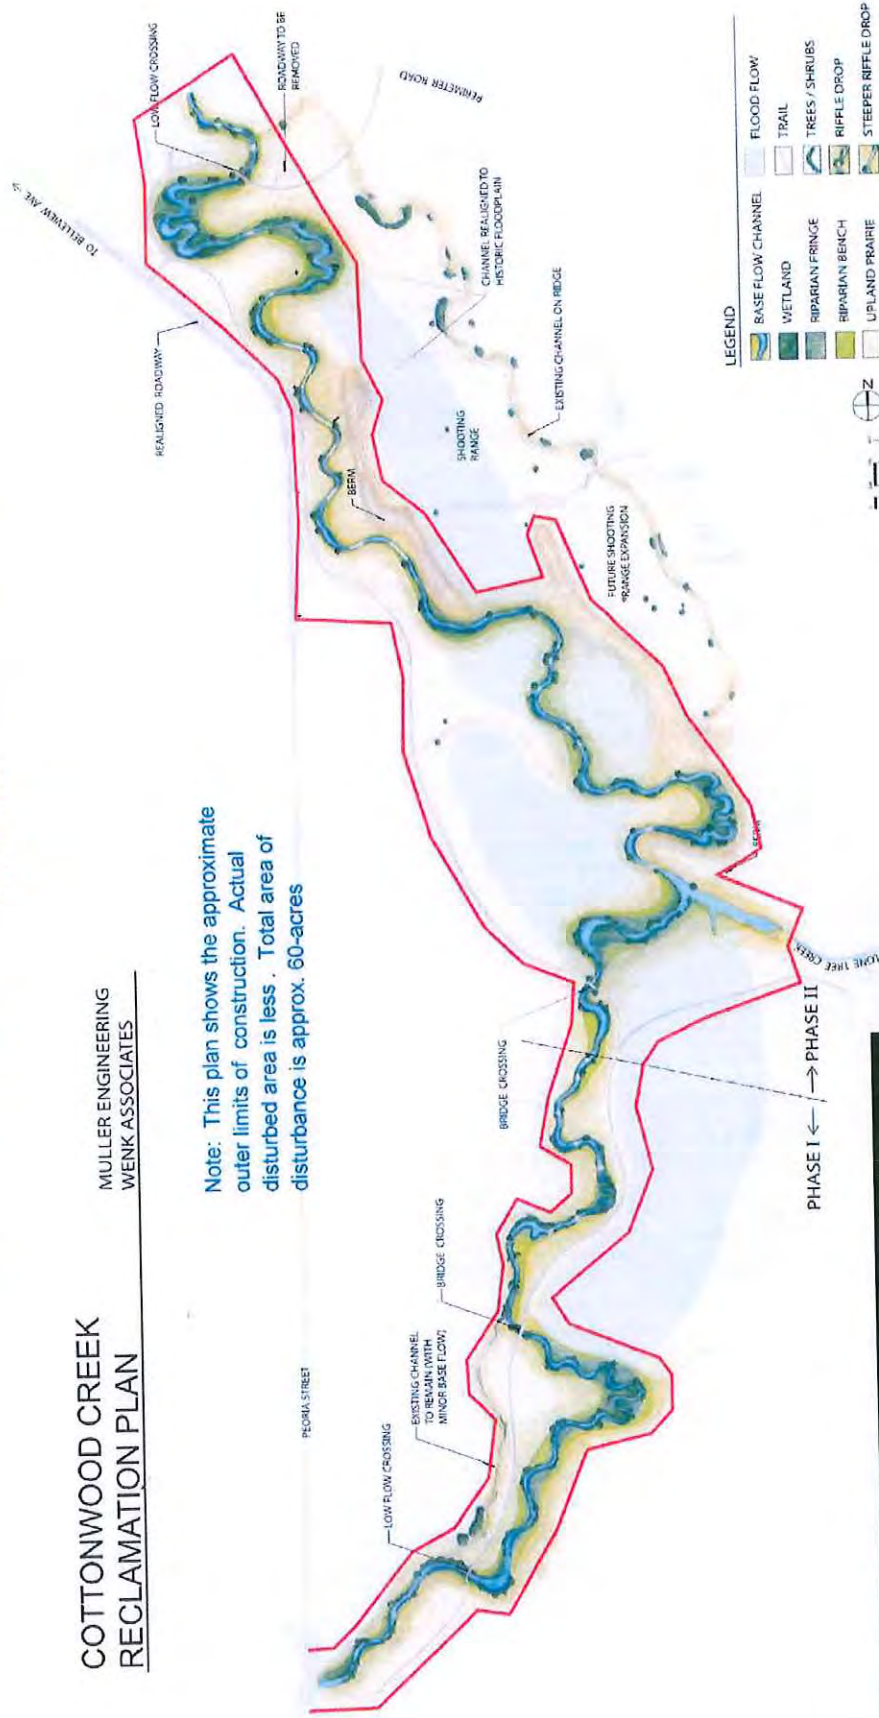 COTTONWOOD CREEK
RECLAMATION PLAN
MULLER ENGINEERING
WENK ASSOCIATES
Note: This plan shows the approximate
outer limits of construction. Actual
disturbed area is less. Total area of
disturbance is approx. 60-acres
PEORIA STREET
LOW FLOW CROSSING
EXISTING CHANNEL
TO REMAIN (WITH
MINOR BASE FLOW)
BRIDGE CROSSING
BRIDGE CROSSING
PHASE I ← → PHASE II
LONE TREE CREEK
BERM
FUTURE SHOOTING
RANGE EXPANSION
EXISTING CHANNEL ON RIDGE
SHOOTING
RANGE
BERM
CHANNEL REALIGNED TO
HISTORIC FLOODPLAIN
REALIGNED ROADWAY
TO BELLEVIEW AVE →
LOW FLOW CROSSING
ROADWAY TO BE
REMOVED
PERIMETER ROAD
LEGEND
BASE FLOW CHANNEL
WETLAND
RIPARIAN FRINGE
RIPARIAN BENCH
UPLAND PRAIRIE
FLOOD FLOW
TRAIL
TREES / SHRUBS
RIFFLE DROP
STEEPER RIFFLE DROP
N